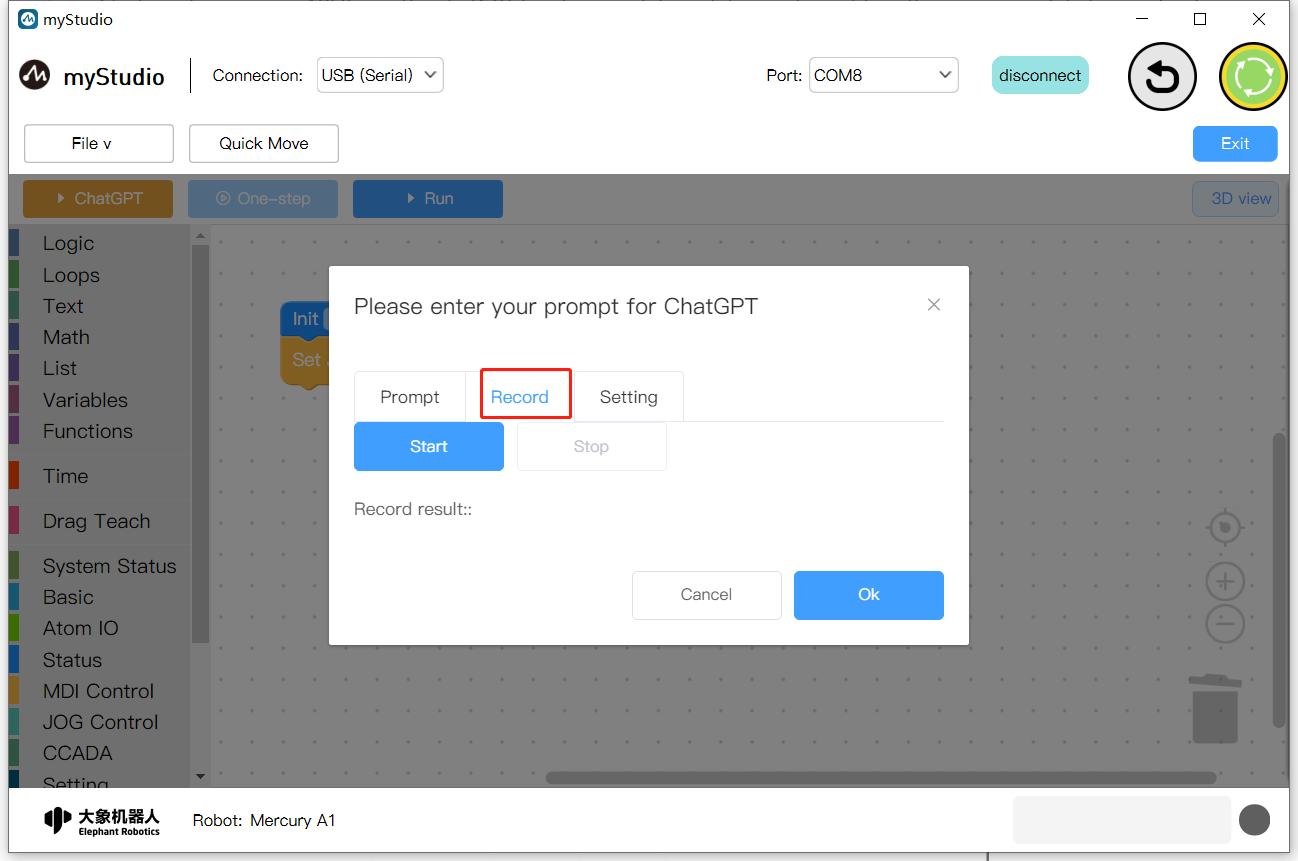 myStudio
myStudio
Connection: USB (Serial)
Port: COM8
disconnect
File v
Quick Move
Exit
ChatGPT
One-step
Run
3D view
Logic
Loops
Text
Math
List
Variables
Functions
Time
Drag Teach
System Status
Basic
Atom IO
Status
MDI Control
JOG Control
CCADA
Setting
Init
Set
Please enter your prompt for ChatGPT
Prompt
Record
Setting
Start
Stop
Record result::
Cancel
Ok
大象机器人
Elephant Robotics
Robot: Mercury A1